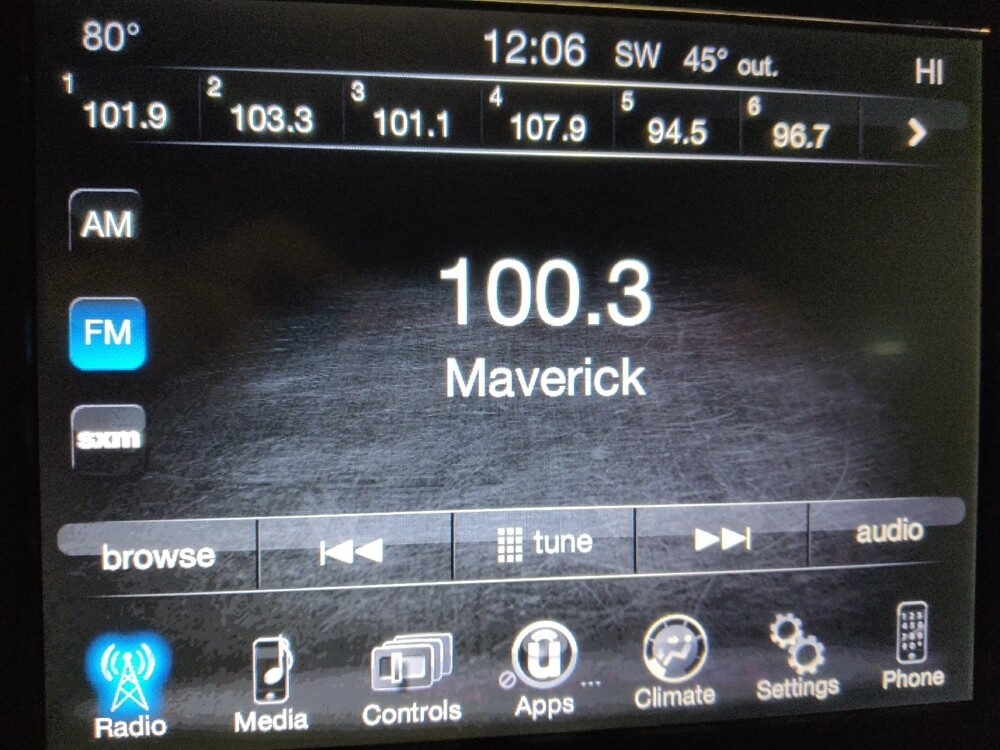 80° 12:06 SW 45° out. HI
1 101.9 2 103.3 3 101.1 4 107.9 5 94.5 6 96.7
AM
100.3
FM
Maverick
sxm
browse tune audio
Radio Media Controls Apps Climate Settings Phone